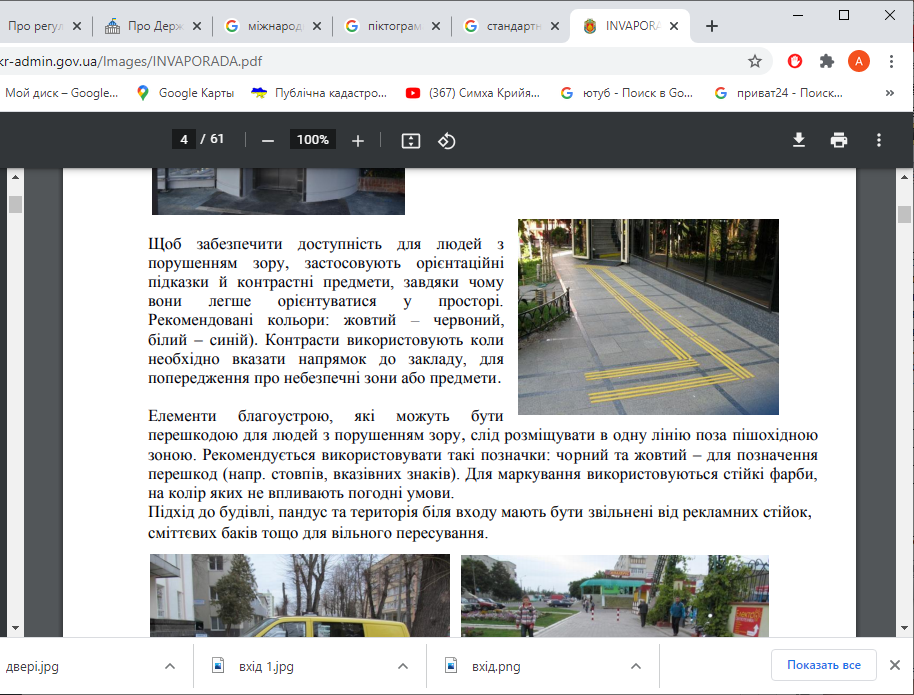 Про регул
Про Держ
міжнарод
піктограм
стандартн
INVAPORA
kr-admin.gov.ua/Images/INVAPORADA.pdf
A
Мой диск – Google...
Google Карты
Публічна кадастро...
(367) Симха Крийя...
ютуб - Поиск в Go...
приват24 - Поиск...
»
4 / 61
100%
Щоб забезпечити доступність для людей з
порушенням зору, застосовують орієнтаційні
підказки й контрастні предмети, завдяки чому
вони легше орієнтуватися у просторі.
Рекомендовані кольори: жовтий – червоний,
білий – синій). Контрасти використовують коли
необхідно вказати напрямок до закладу, для
попередження про небезпечні зони або предмети.
Елементи благоустрою, які можуть бути
перешкодою для людей з порушенням зору, слід розміщувати в одну лінію поза пішохідною
зоною. Рекомендується використовувати такі позначки: чорний та жовтий – для позначення
перешкод (напр. стовпів, вказівних знаків). Для маркування використовуються стійкі фарби,
на колір яких не впливають погодні умови.
Підхід до будівлі, пандус та територія біля входу мають бути звільнені від рекламних стійок,
сміттєвих баків тощо для вільного пересування.
двері.jpg
вхід 1.jpg
вхід.png
Показать все